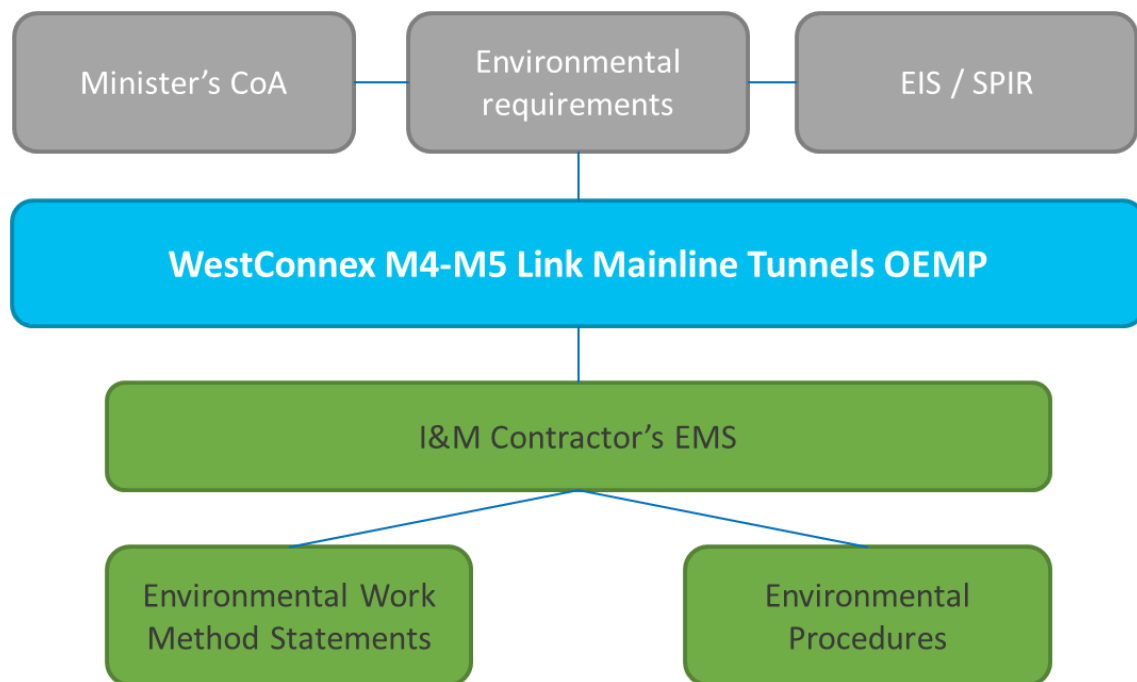 Minister’s CoA
Environmental
requirements
EIS / SPIR
WestConnex M4-M5 Link Mainline Tunnels OEMP
I&M Contractor’s EMS
Environmental Work
Method Statements
Environmental
Procedures